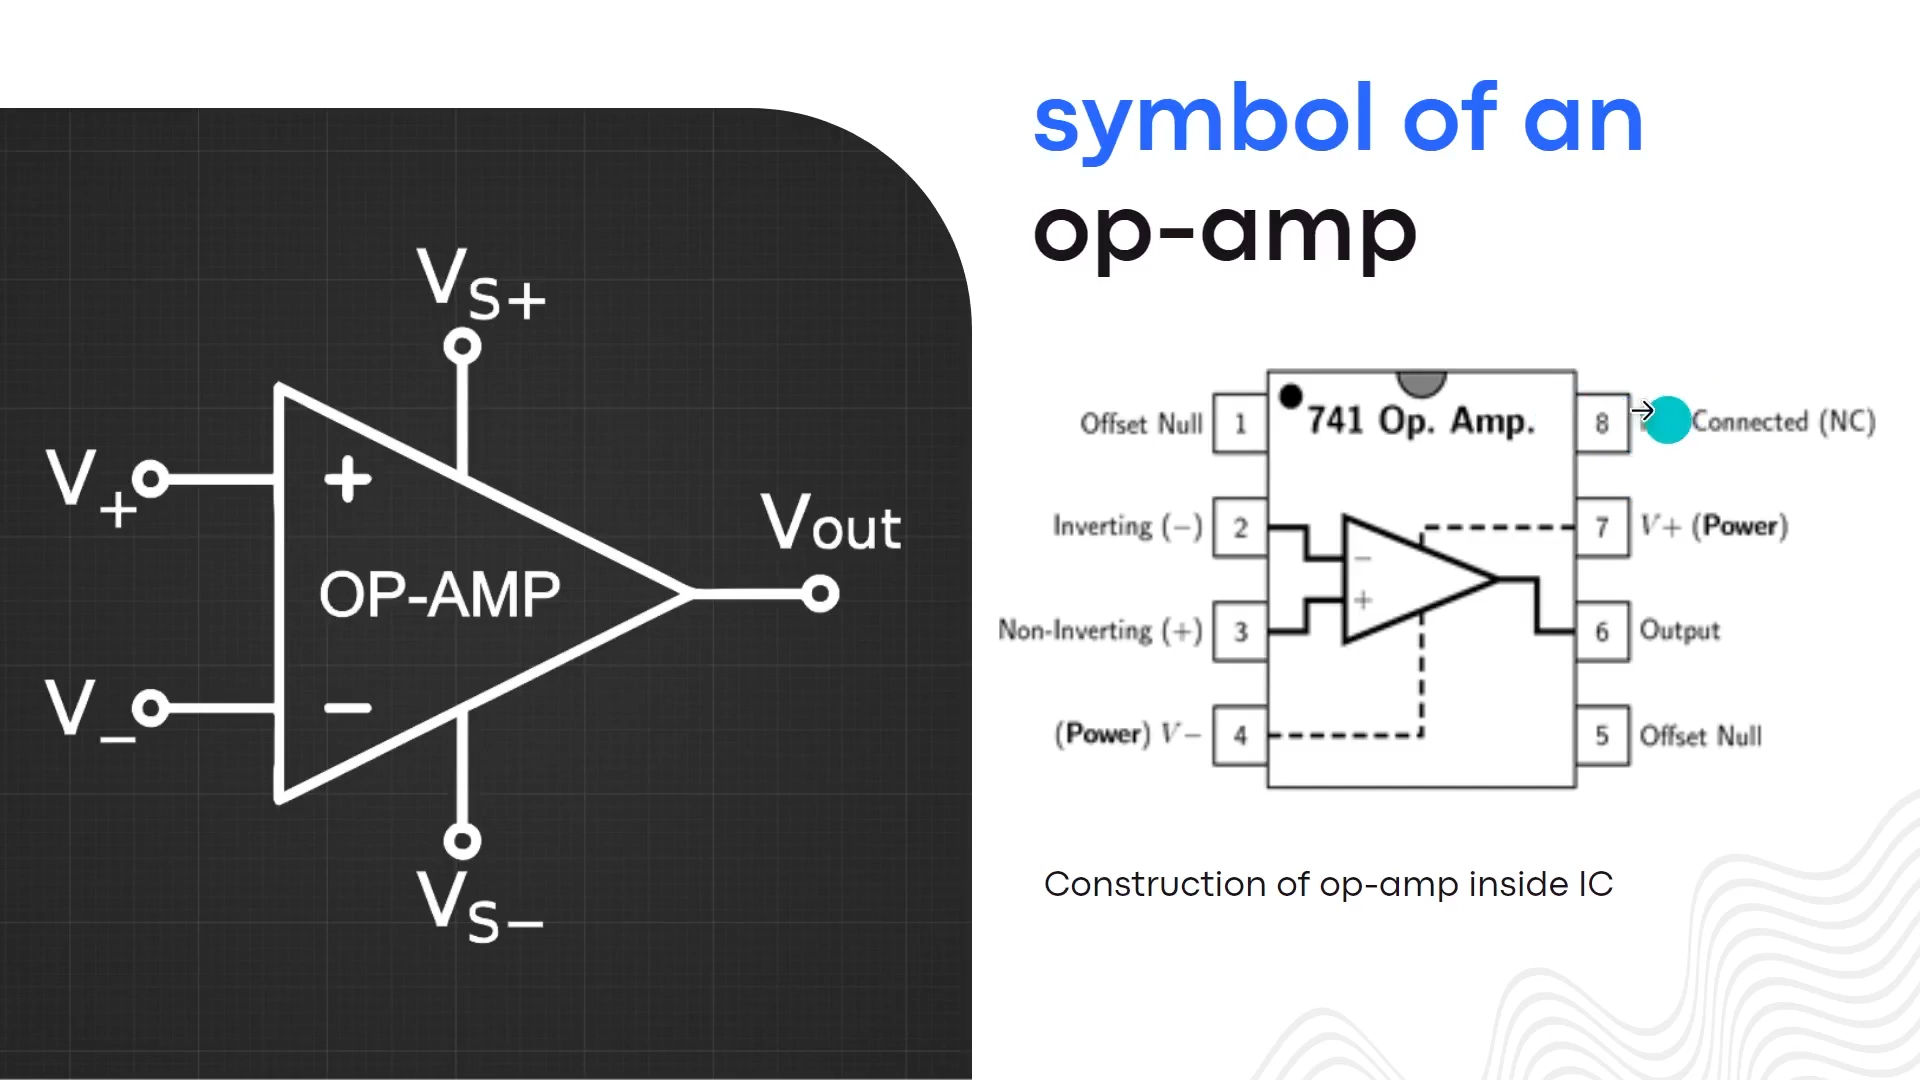 symbol of an
op-amp
VS+
V+
+
OP-AMP
Vout
V−
−
VS−
Offset Null 1
741 Op. Amp.
8 Connected (NC)
Inverting (−) 2
−
7 V+ (Power)
Non-Inverting (+) 3
+
6 Output
(Power) V− 4
5 Offset Null
Construction of op-amp inside IC